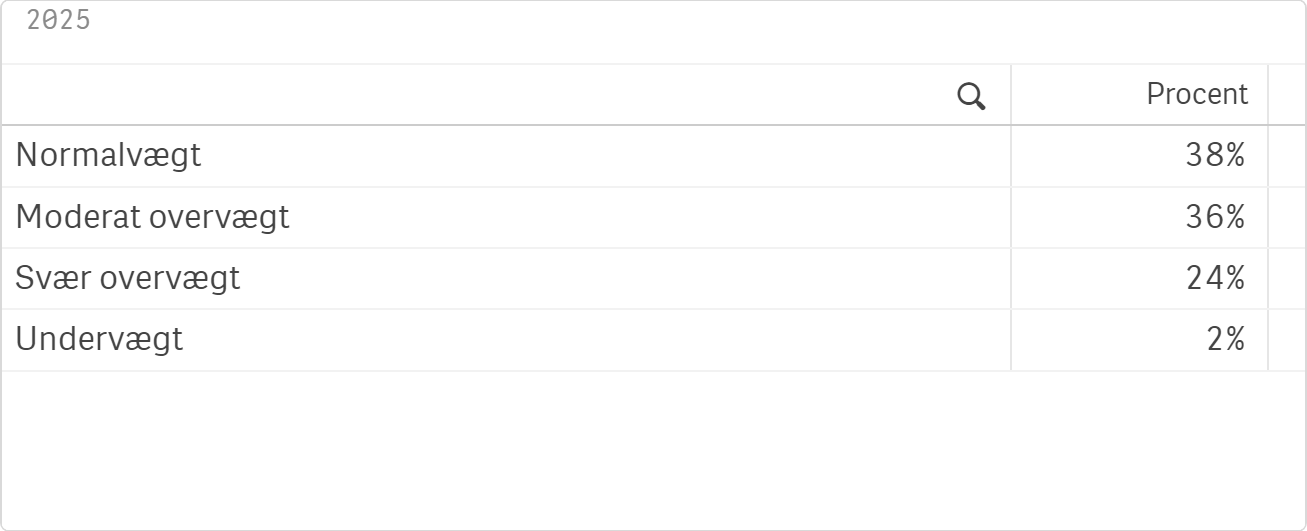 2025
Procent
Normalvægt 38%
Moderat overvægt 36%
Svær overvægt 24%
Undervægt 2%